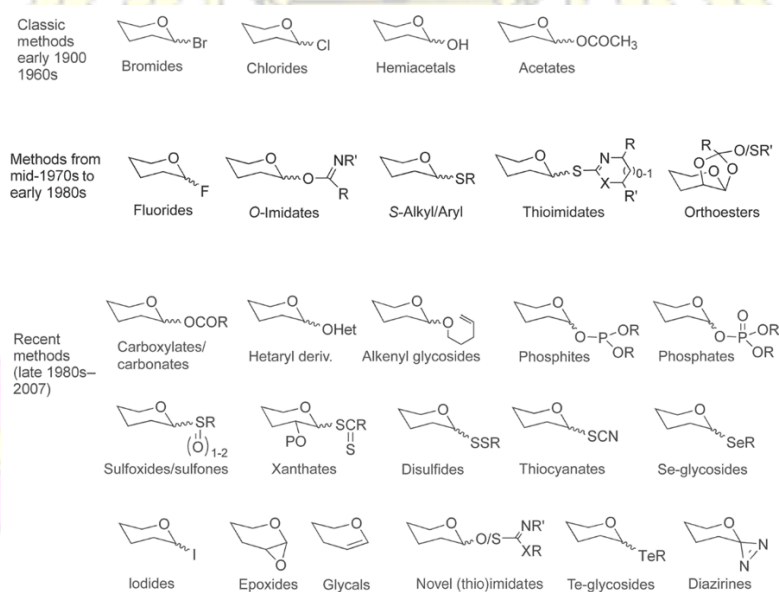 Classic
methods
early 1900
1960s
O
Br
Bromides
O
Cl
Chlorides
O
OH
Hemiacetals
O
OCOCH₃
Acetates
Methods from
mid-1970s to
early 1980s
O
F
Fluorides
O
O
NR'
R
O-Imidates
O
SR
S-Alkyl/Aryl
O
S
N
R
X
R'
)0-1
Thioimidates
R
O/SR'
O
O
O
Orthoesters
Recent
methods
(late 1980s–
2007)
O
OCOR
Carboxylates/
carbonates
O
OHet
Hetaryl deriv.
O
O
Alkenyl glycosides
O
O
P
OR
OR
Phosphites
O
O
P
O
OR
OR
Phosphates
O
SR
(O)1-2
Sulfoxides/sulfones
O
PO
SCR
S
Xanthates
O
SSR
Disulfides
O
SCN
Thiocyanates
O
SeR
Se-glycosides
O
I
Iodides
O
O
Epoxides
O
Glycals
O
O/S
NR'
XR
Novel (thio)imidates
O
TeR
Te-glycosides
O
N
N
Diazirines